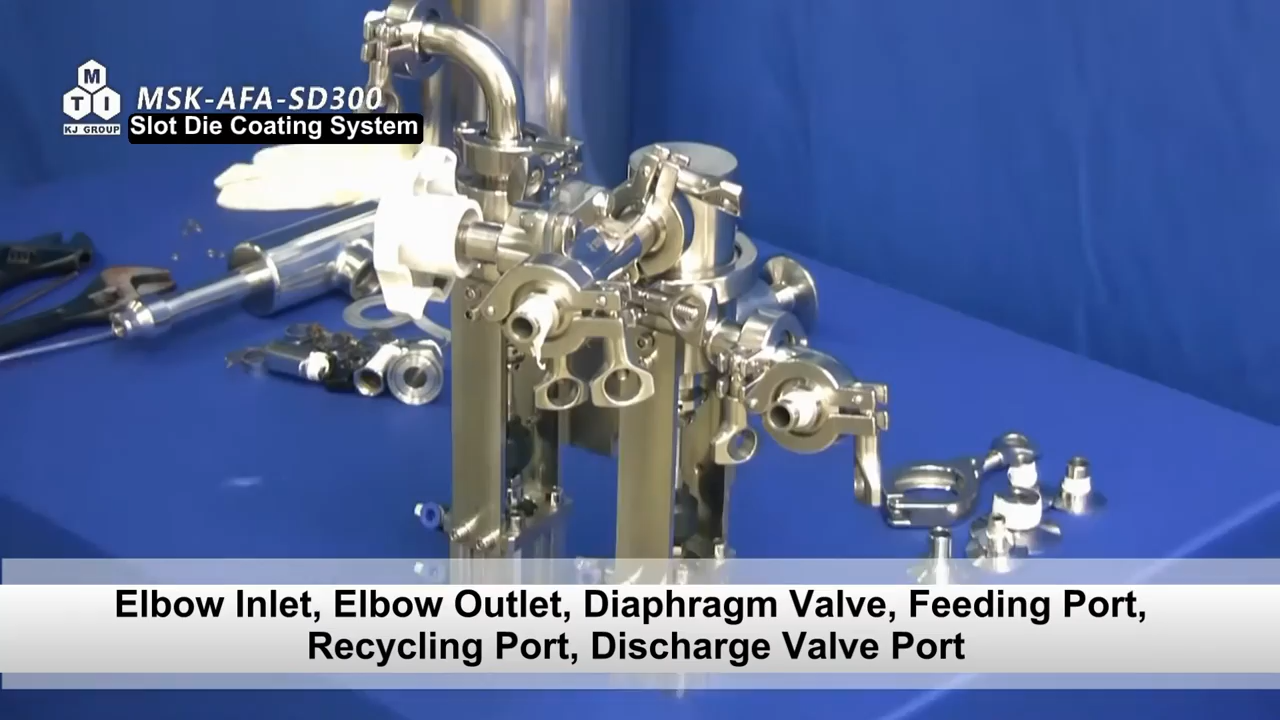 M
T I
KJ GROUP
MSK-AFA-SD300
Slot Die Coating System
Elbow Inlet, Elbow Outlet, Diaphragm Valve, Feeding Port,
Recycling Port, Discharge Valve Port